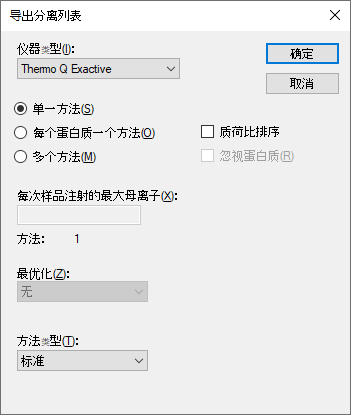 导出分离列表
仪器类型(I):
Thermo Q Exactive
确定
取消
单一方法(S)
每个蛋白质一个方法(O)
质荷比排序
多个方法(M)
忽视蛋白质(R)
每次样品注射的最大母离子(X):
方法: 1
最优化(Z):
无
方法类型(T):
标准